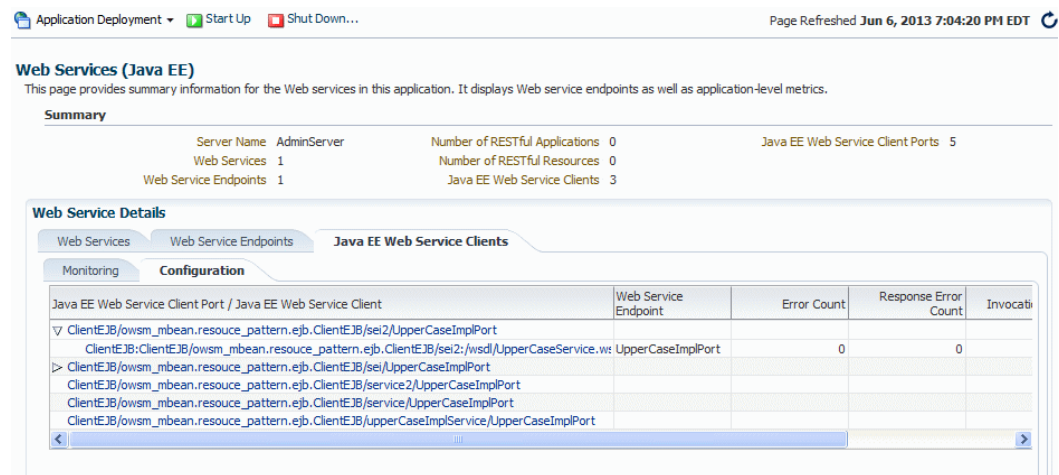 Application Deployment Start Up Shut Down... Page Refreshed Jun 6, 2013 7:04:20 PM EDT
Web Services (Java EE)
This page provides summary information for the Web services in this application. It displays Web service endpoints as well as application-level metrics.
Summary
Server Name AdminServer Number of RESTful Applications 0 Java EE Web Service Client Ports 5
Web Services 1 Number of RESTful Resources 0
Web Service Endpoints 1 Java EE Web Service Clients 3
Web Service Details
Web Services Web Service Endpoints Java EE Web Service Clients
Monitoring Configuration
Java EE Web Service Client Port / Java EE Web Service Client Web Service Endpoint Error Count Response Error Count Invocati
ClientEJB/owsm_mbean.resouce_pattern.ejb.ClientEJB/sei2/UpperCaseImplPort
ClientEJB:ClientEJB/owsm_mbean.resouce_pattern.ejb.ClientEJB/sei2:/wsdl/UpperCaseService.ws UpperCaseImplPort 0 0
ClientEJB/owsm_mbean.resouce_pattern.ejb.ClientEJB/sei/UpperCaseImplPort
ClientEJB/owsm_mbean.resouce_pattern.ejb.ClientEJB/service2/UpperCaseImplPort
ClientEJB/owsm_mbean.resouce_pattern.ejb.ClientEJB/service/UpperCaseImplPort
ClientEJB/owsm_mbean.resouce_pattern.ejb.ClientEJB/upperCaseImplService/UpperCaseImplPort